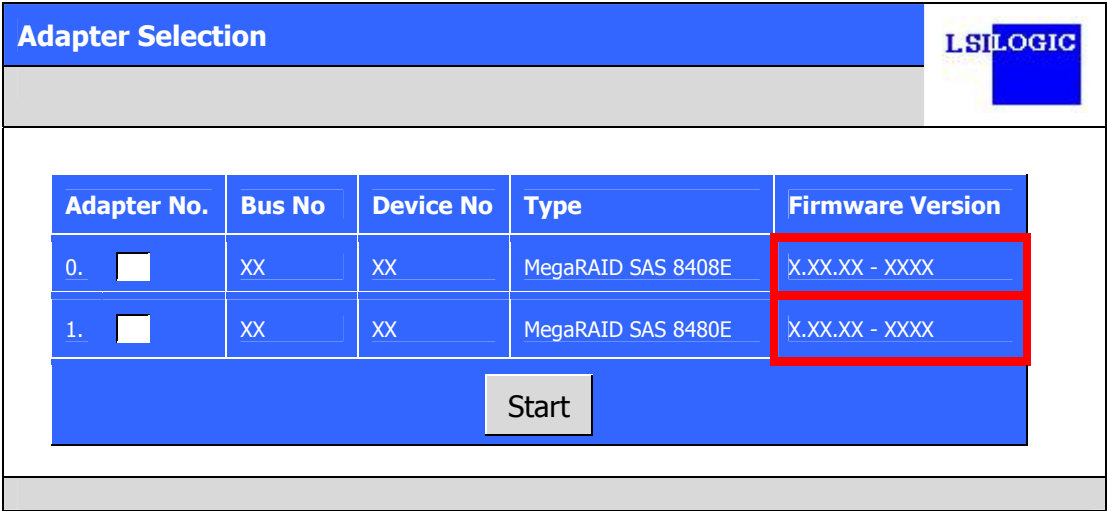 Adapter Selection
LSILOGIC
Adapter No. Bus No Device No Type Firmware Version
0. XX XX MegaRAID SAS 8408E X.XX.XX - XXXX
1. XX XX MegaRAID SAS 8480E X.XX.XX - XXXX
Start